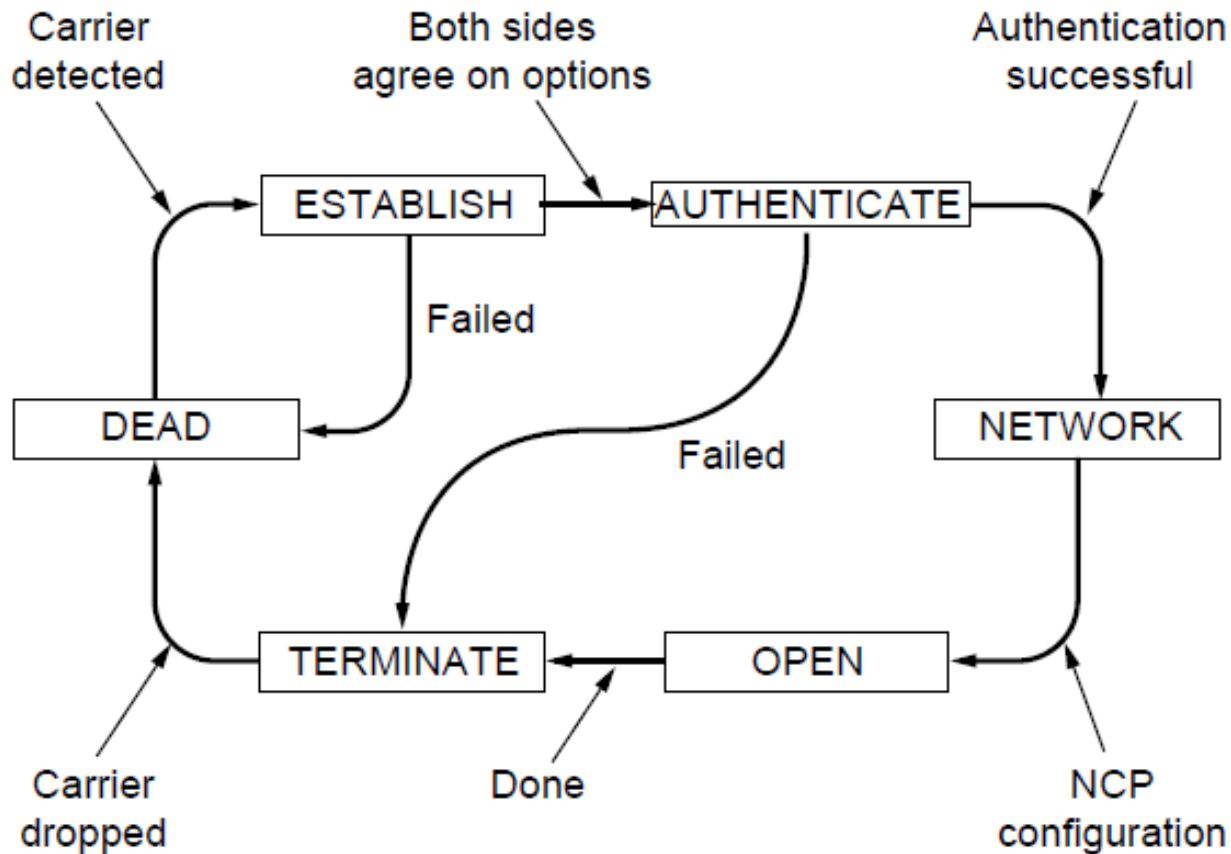 Carrier
detected
Both sides
agree on options
Authentication
successful
ESTABLISH
AUTHENTICATE
Failed
DEAD
NETWORK
Failed
TERMINATE
OPEN
Carrier
dropped
Done
NCP
configuration